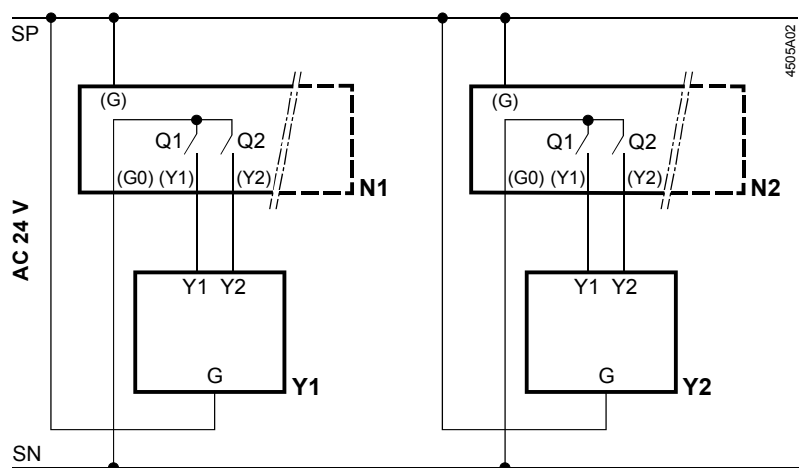 SP
4505A02
(G)
Q1 Q2
(G0) (Y1) (Y2)
N1
Y1 Y2
G
Y1
(G)
Q1 Q2
(G0) (Y1) (Y2)
N2
Y1 Y2
G
Y2
AC 24 V
SN